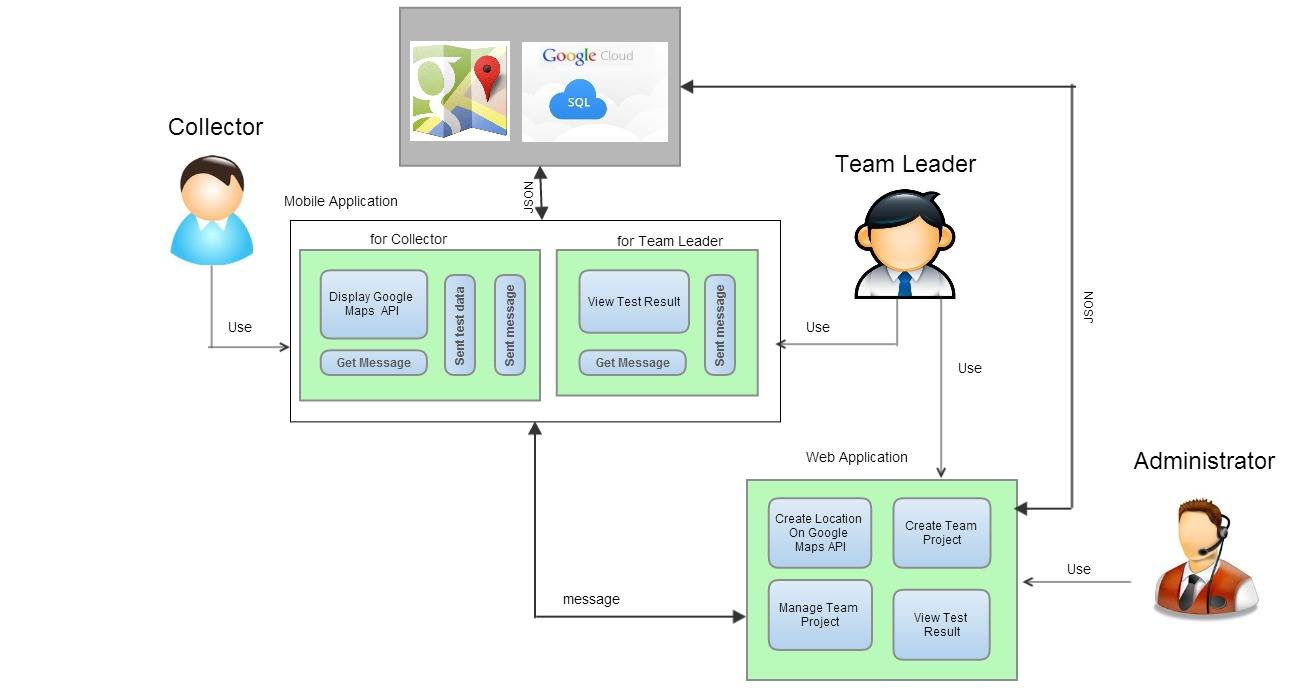 Google Cloud
SQL
Collector
Team Leader
JSON
Mobile Application
for Collector
for Team Leader
Display Google
Maps API
Get Message
Sent test data
Sent message
View Test Result
Get Message
Sent message
Use
Use
Use
JSON
Web Application
Administrator
Create Location
On Google
Maps API
Create Team
Project
Manage Team
Project
View Test
Result
Use
message